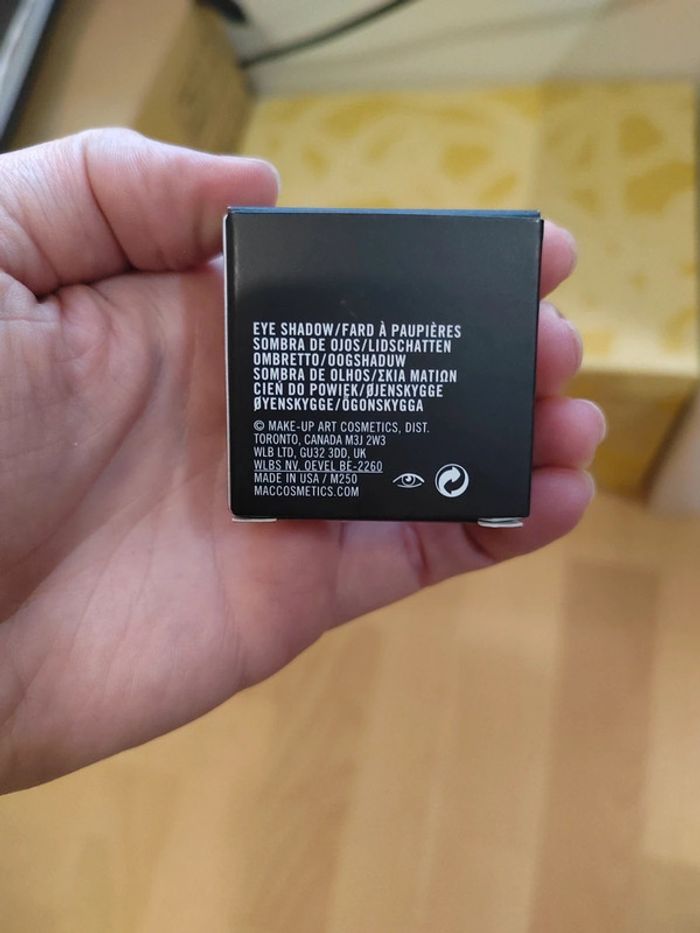 EYE SHADOW/FARD À PAUPIÈRES
SOMBRA DE OJOS/LIDSCHATTEN
OMBRETTO/OOGSHADUW
SOMBRA DE OLHOS/ΣΚΙΑ ΜΑΤΙΩΝ
CIEŃ DO POWIEK/ØJENSKYGGE
ØYENSKYGGE/ÖGONSKYGGA
© MAKE-UP ART COSMETICS, DIST.
TORONTO, CANADA M3J 2W3
WLB LTD, GU32 3DD, UK
WLBS NV, OEVEL BE-2260
MADE IN USA / M250
MACCOSMETICS.COM